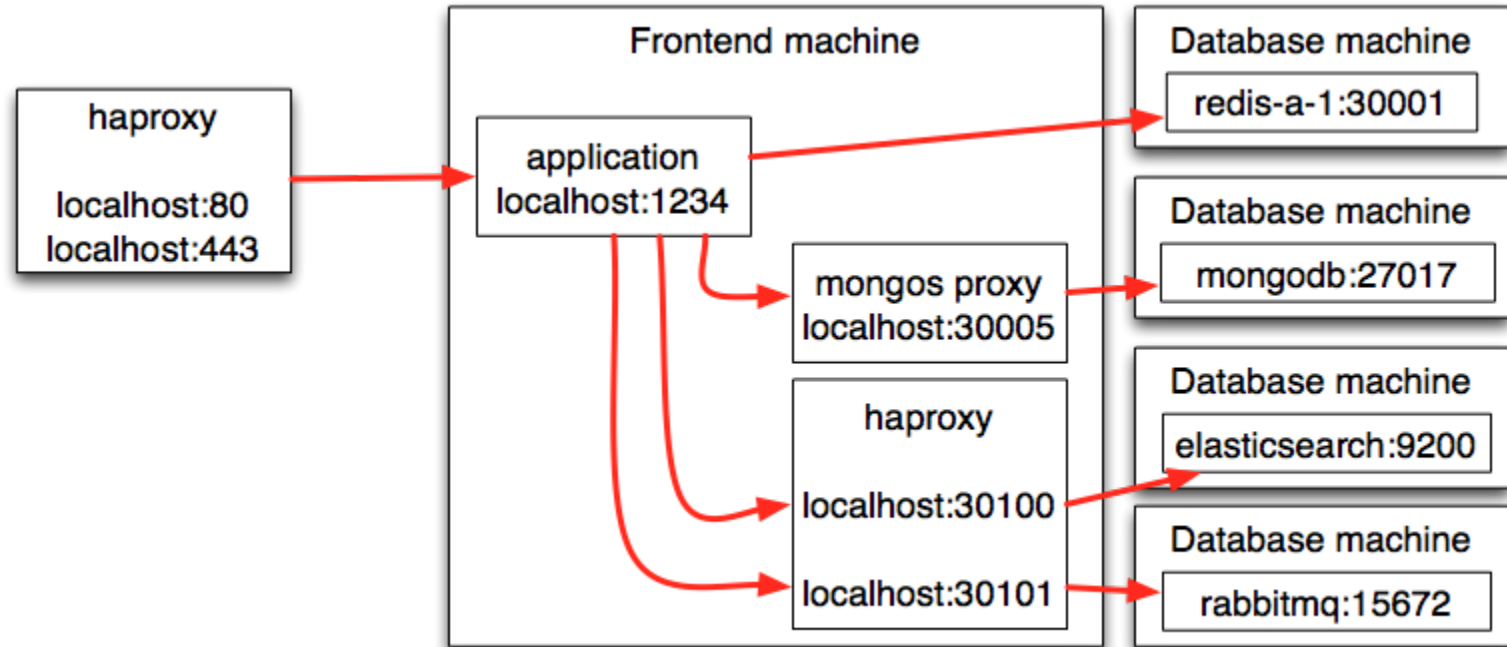 haproxy
localhost:80
localhost:443
Frontend machine
application
localhost:1234
mongos proxy
localhost:30005
haproxy
localhost:30100
localhost:30101
Database machine
redis-a-1:30001
Database machine
mongodb:27017
Database machine
elasticsearch:9200
Database machine
rabbitmq:15672